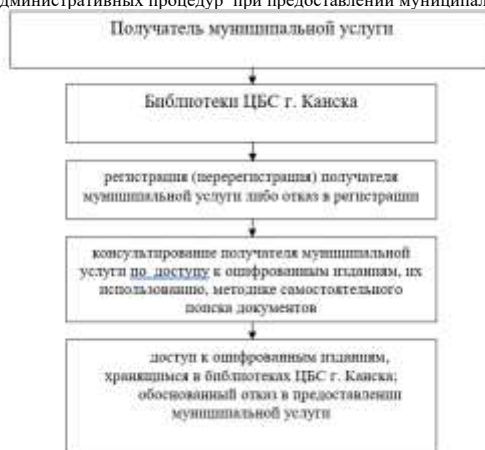 административных процедур при предоставлении муниципал
Получатель муниципальной услуги
Библиотеки ЦБС г. Канска
регистрация (перерегистрация) получателя
муниципальной услуги либо отказ в регистрации
консультирование получателя муниципальной
услуги по доступу к оцифрованным изданиям, их
использованию, методике самостоятельного
поиска документов
доступ к оцифрованным изданиям,
хранящимся в библиотеках ЦБС г. Канска;
обоснованный отказ в предоставлении
муниципальной услуги